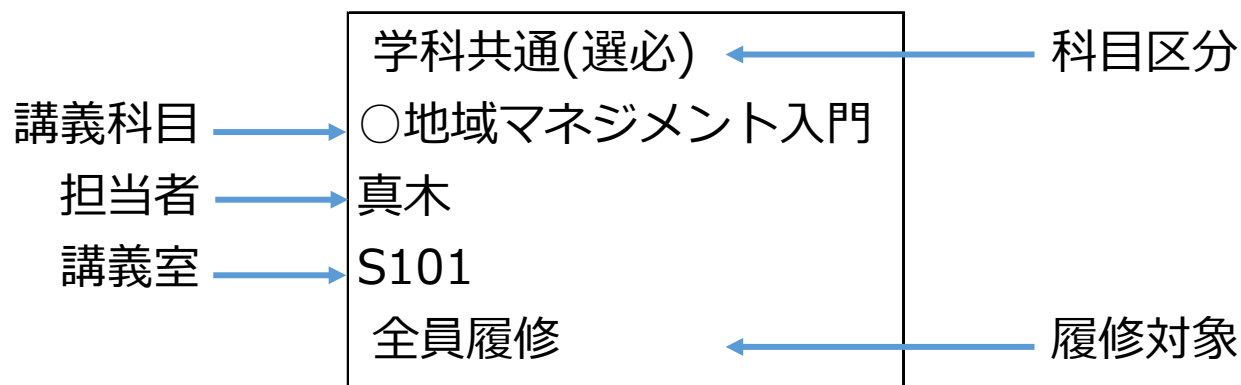 学科共通(選必) 科目区分
講義科目 ○地域マネジメント入門
担当者 真木
講義室 S101
全員履修 履修対象